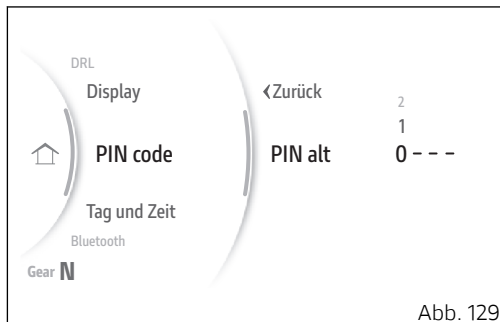 DRL
Display
PIN code
Tag und Zeit
Bluetooth
Gear N
‹Zurück
PIN alt
2
1
0 – – –
Abb. 129